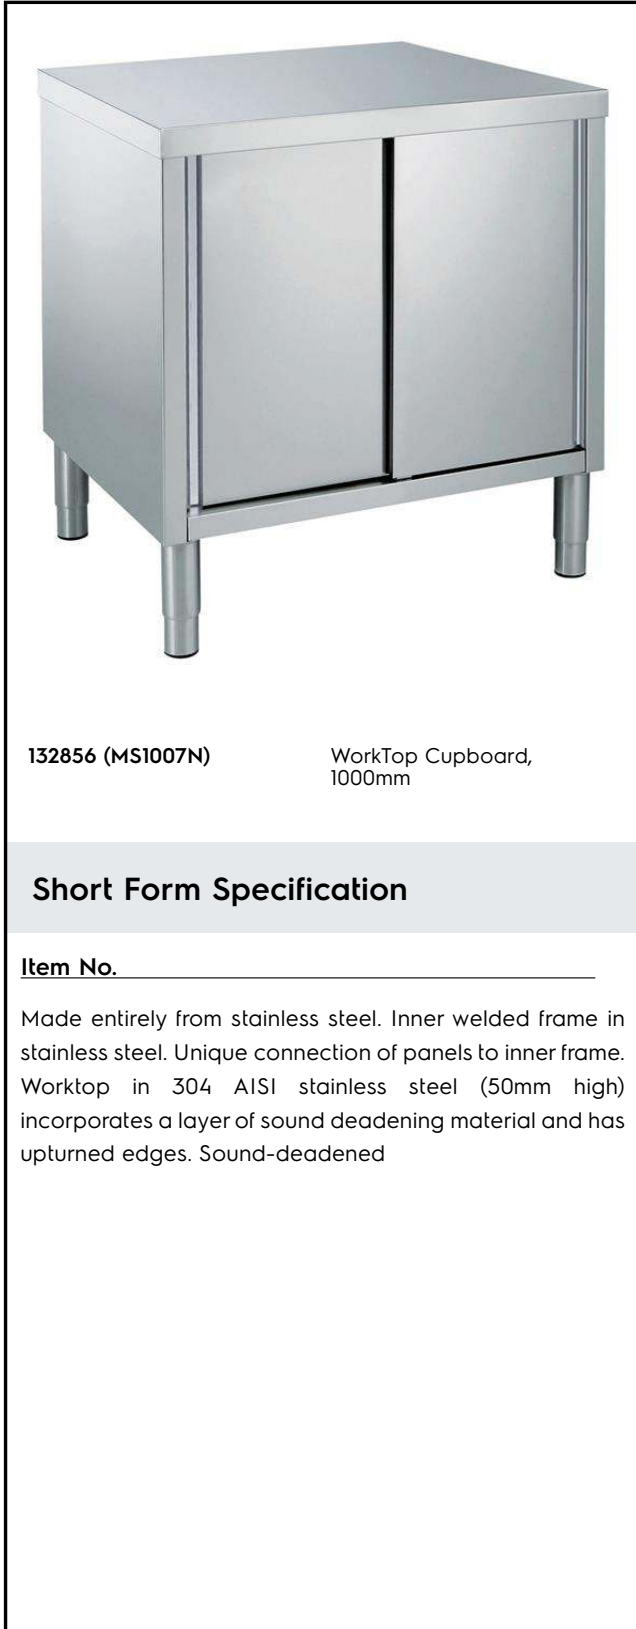 132856 (MS1007N)
WorkTop Cupboard,
1000mm
Short Form Specification
Item No.
Made entirely from stainless steel. Inner welded frame in
stainless steel. Unique connection of panels to inner frame.
Worktop in 304 AISI stainless steel (50mm high)
incorporates a layer of sound deadening material and has
upturned edges. Sound-deadened